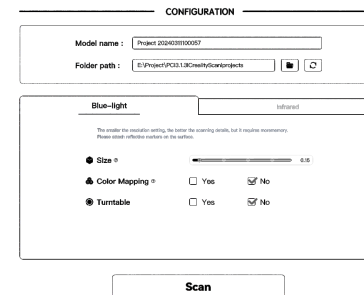 CONFIGURATION
Model name : Project 20240311100057
Folder path : E:\Project\PCI3.1.3\CrealityScan\projects
Blue-light Infrared
The smaller the resolution setting, the better the scanning details, but it requires more memory.
Please attach reflective markers on the surface.
Size 0.15
Color Mapping Yes No
Turntable Yes No
Scan